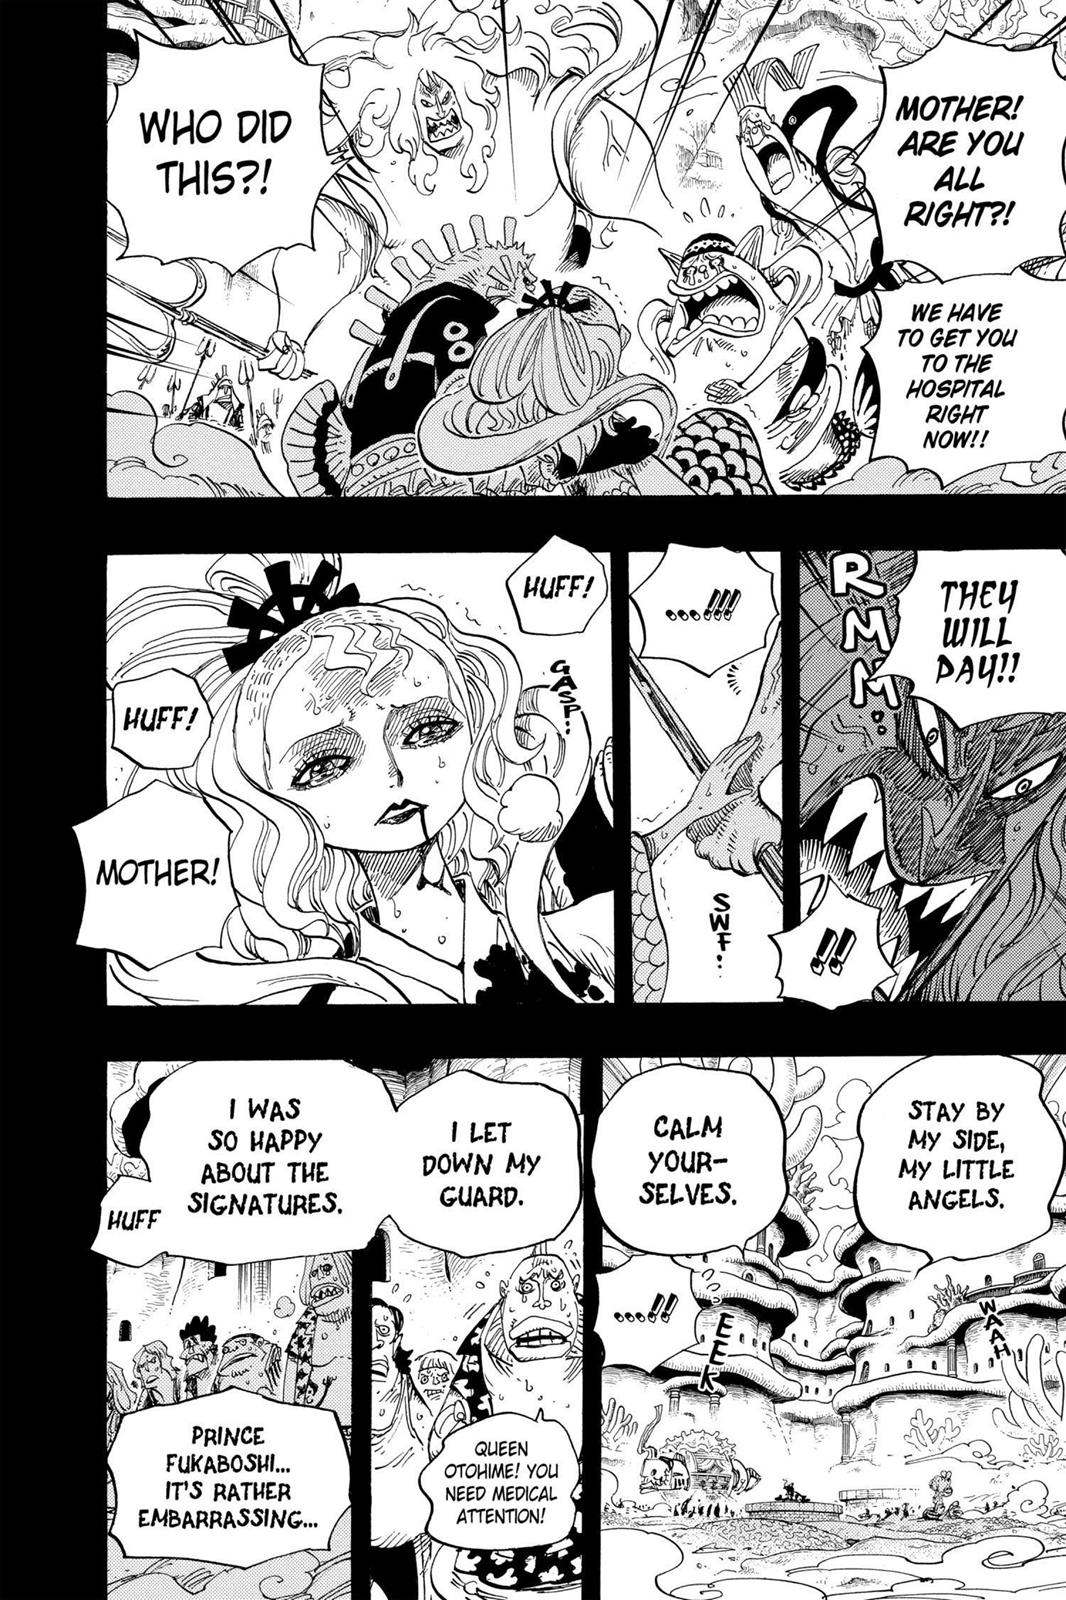 MOTHER!
ARE YOU
ALL
RIGHT?!
WE HAVE
TO GET YOU
TO THE
HOSPITAL
RIGHT
NOW!!
WHO DID
THIS?!
THEY
WILL
PAY!!
RMMM..
!!
...!!!
SWF!
HUFF!
GASP!!
HUFF!
MOTHER!
STAY BY
MY SIDE,
MY LITTLE
ANGELS.
WAAH
CALM
YOUR-
SELVES.
...!!
EEK
I LET
DOWN MY
GUARD.
QUEEN
OTOHIME! YOU
NEED MEDICAL
ATTENTION!
I WAS
SO HAPPY
ABOUT THE
SIGNATURES.
HUFF
PRINCE
FUKABOSHI...
IT'S RATHER
EMBARRASSING...